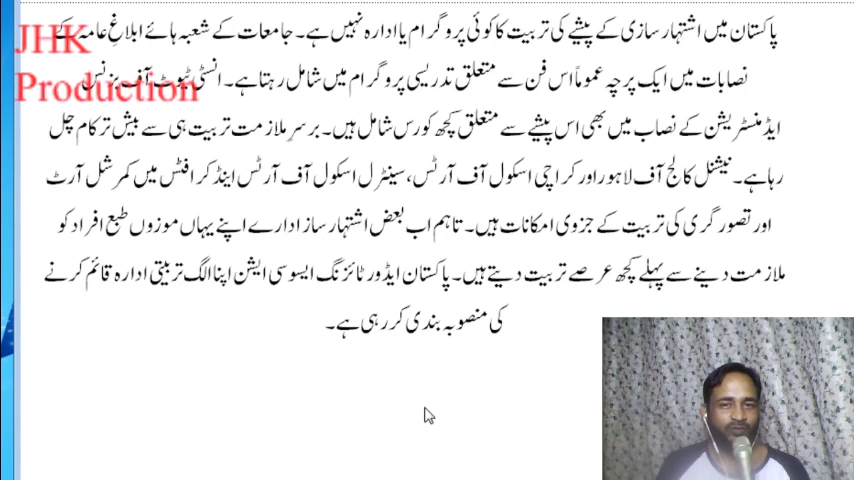 پاکستان میں اشتہار سازی کے پیشے کی تربیت کا کوئی پروگرام یا ادارہ نہیں ہے۔ جامعات کے شعبہ ہائے ابلاغِ عامہ کے
نصابات میں ایک پرچہ عموماً اس فن سے متعلق تدریسی پروگرام میں شامل رہتا ہے۔ انسٹی ٹیوٹ آف بزنس
ایڈمنسٹریشن کے نصاب میں بھی اس پیشے سے متعلق کچھ کورس شامل ہیں۔ برسرِ ملازمت تربیت ہی سے بیش تر کام چل
رہا ہے۔ نیشنل کالج آف لاہور اور کراچی اسکول آف آرٹس، سینٹرل اسکول آف آرٹس اینڈ کرافٹس میں کمرشل آرٹ
اور تصور گری کی تربیت کے جزوی امکانات ہیں۔ تاہم اب بعض اشتہار ساز ادارے اپنے یہاں موزوں طبع افراد کو
ملازمت دینے سے پہلے کچھ عرصے تربیت دیتے ہیں۔ پاکستان ایڈورٹائزنگ ایسوسی ایشن اپنا الگ تربیتی ادارہ قائم کرنے
کی منصوبہ بندی کر رہی ہے۔
JHK
Production